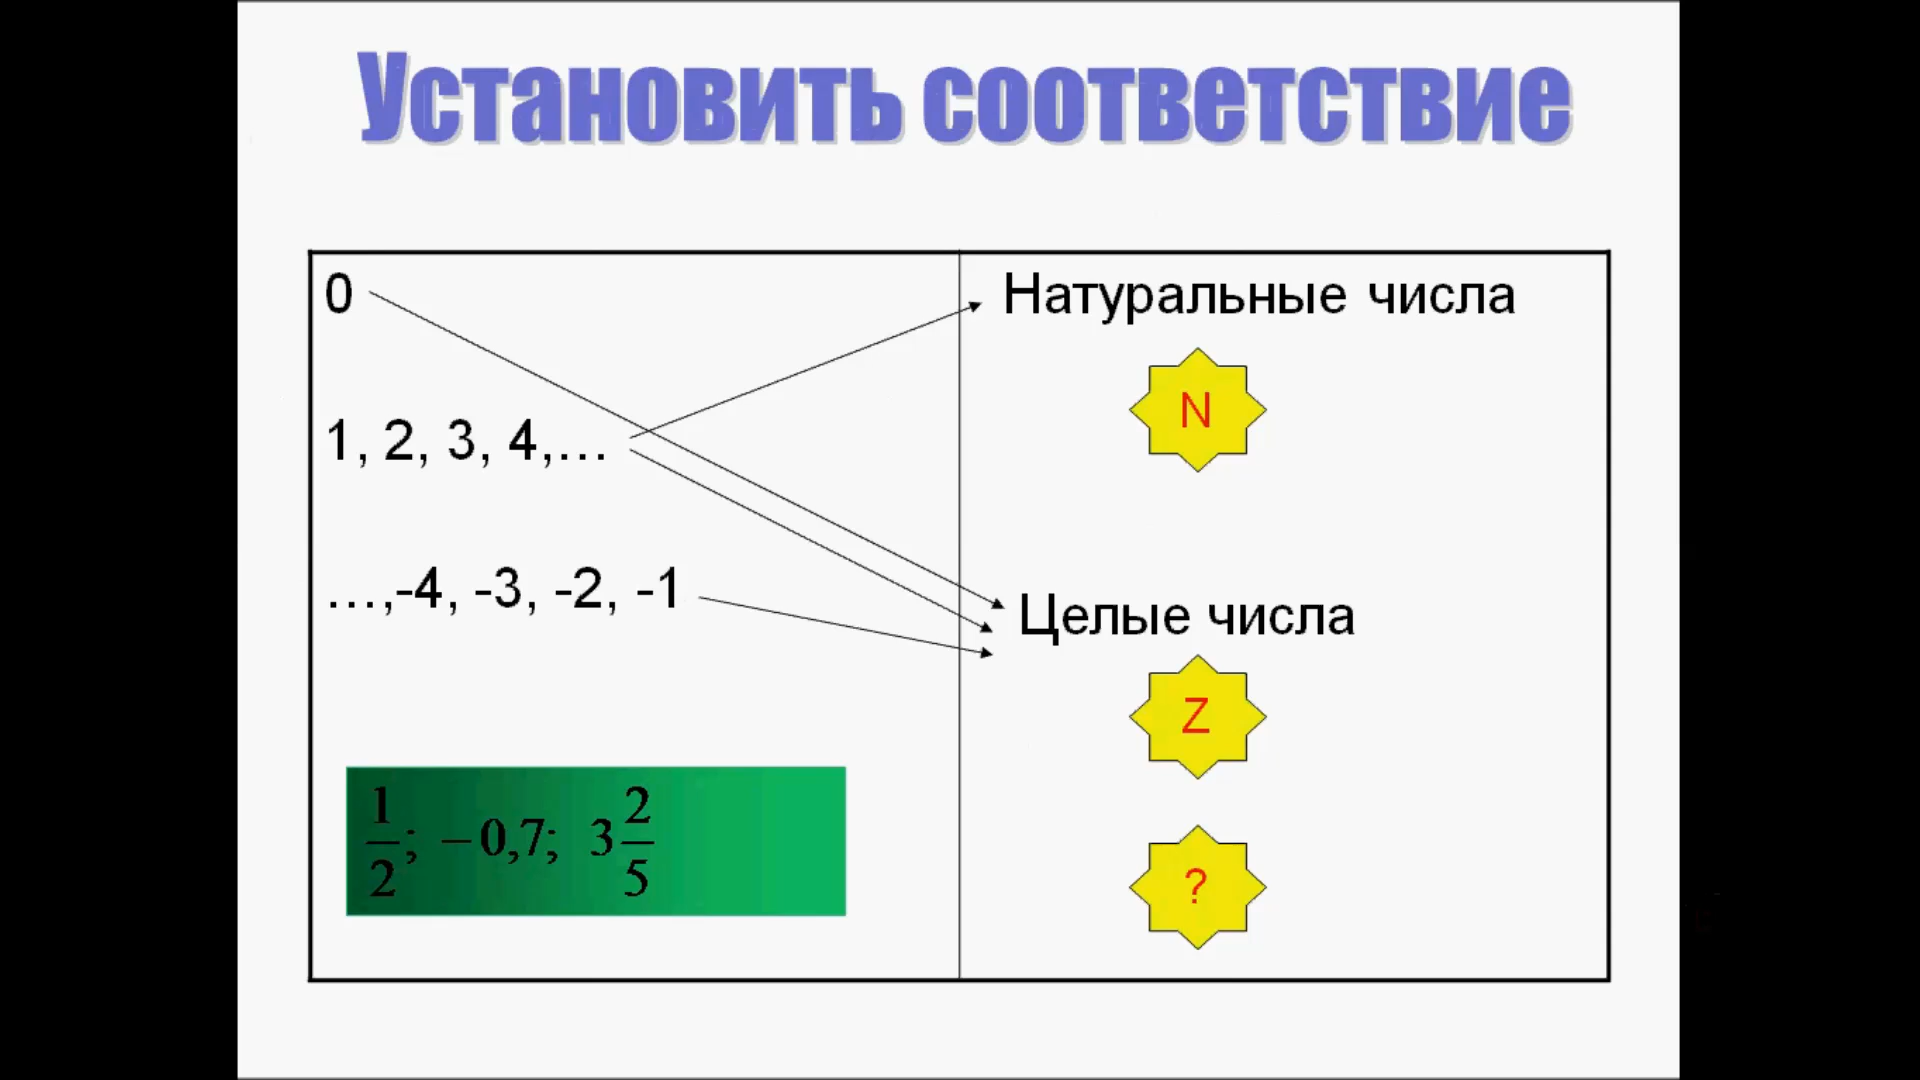 Установить соответствие
0
Натуральные числа
N
1, 2, 3, 4,...
...,-4, -3, -2, -1
Целые числа
Z
1/2; –0,7; 3 2/5
?